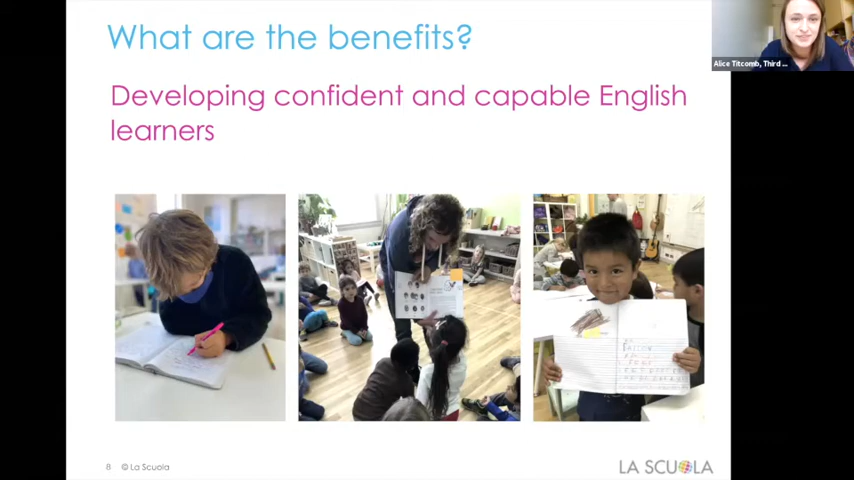 What are the benefits?
Alice Titcomb, Third ...
Developing confident and capable English
learners
8 © La Scuola
LA SCUOLA